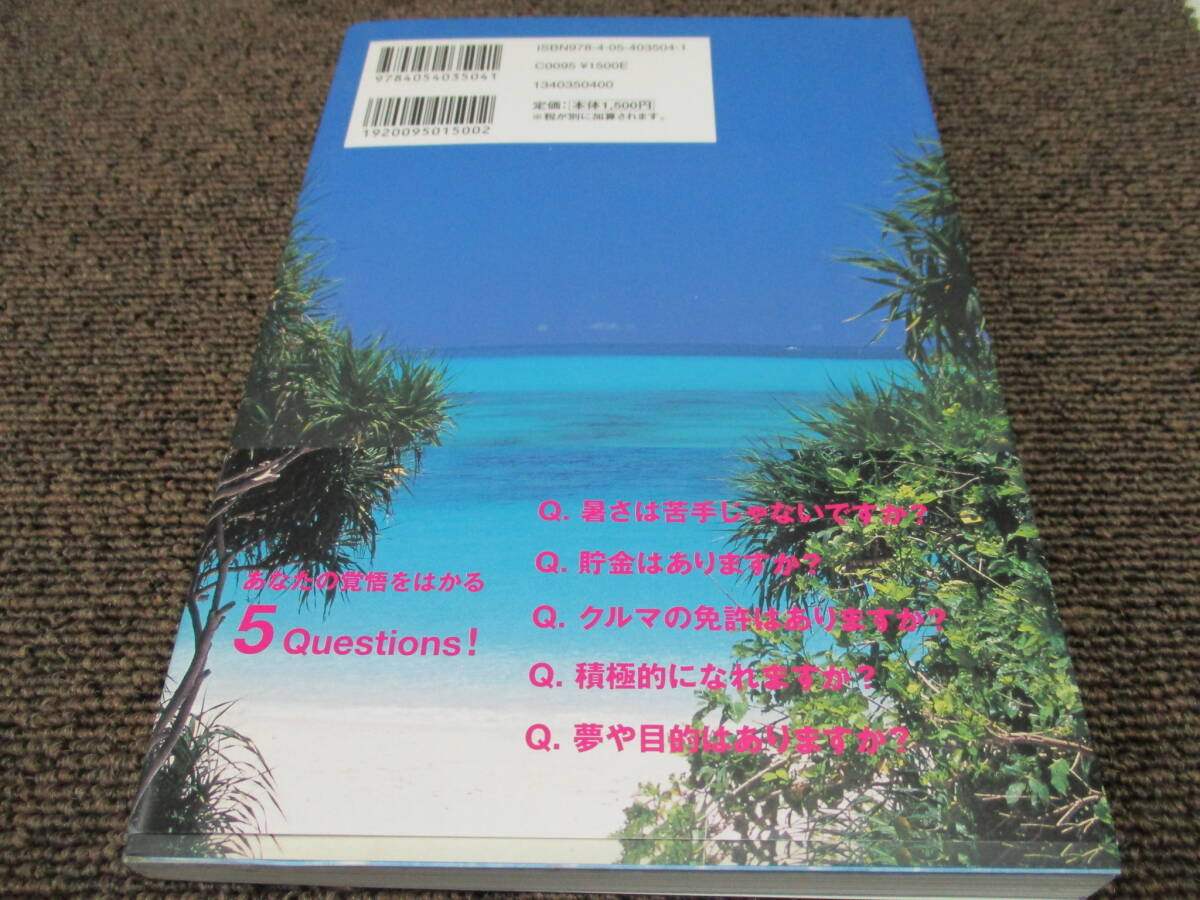 ISBN978-4-05-403504-1
C0095 ¥1500E
1340350400
定価:[本体1,500円]
※税が別に加算されます。
9784054035041
1920095015002
あなたの覚悟をはかる
5 Questions!
Q. 暑さは苦手じゃないですか?
Q. 貯金はありますか?
Q. クルマの免許はありますか?
Q. 積極的になれますか?
Q. 夢や目的はありますか?